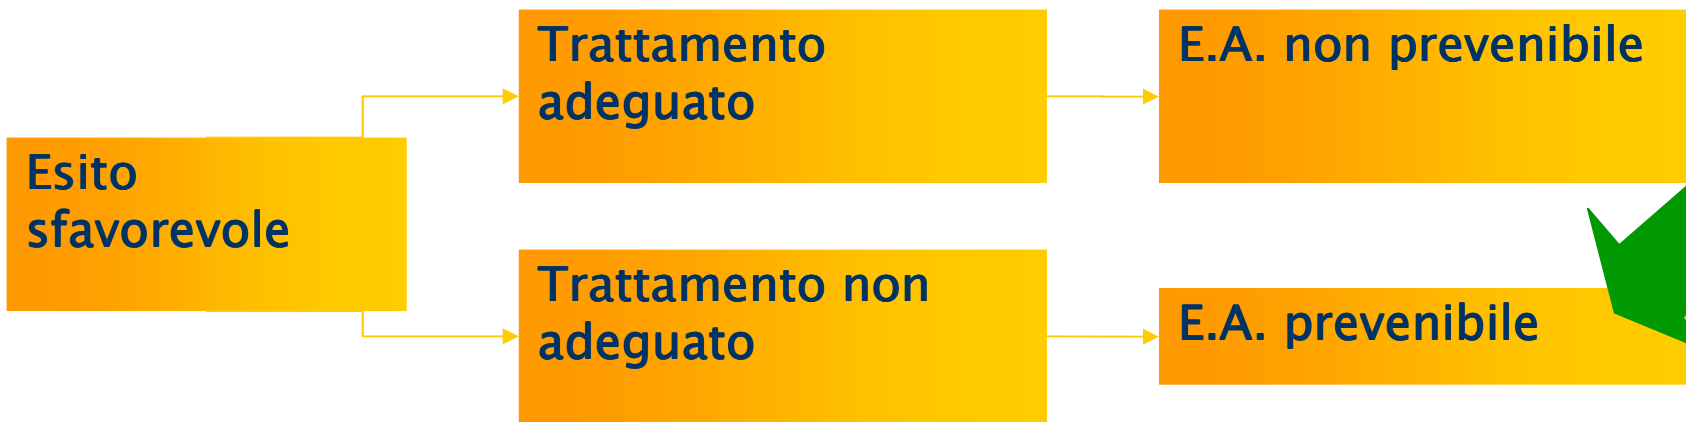 Trattamento
adeguato
E.A. non prevenibile
Esito
sfavorevole
Trattamento non
adeguato
E.A. prevenibile